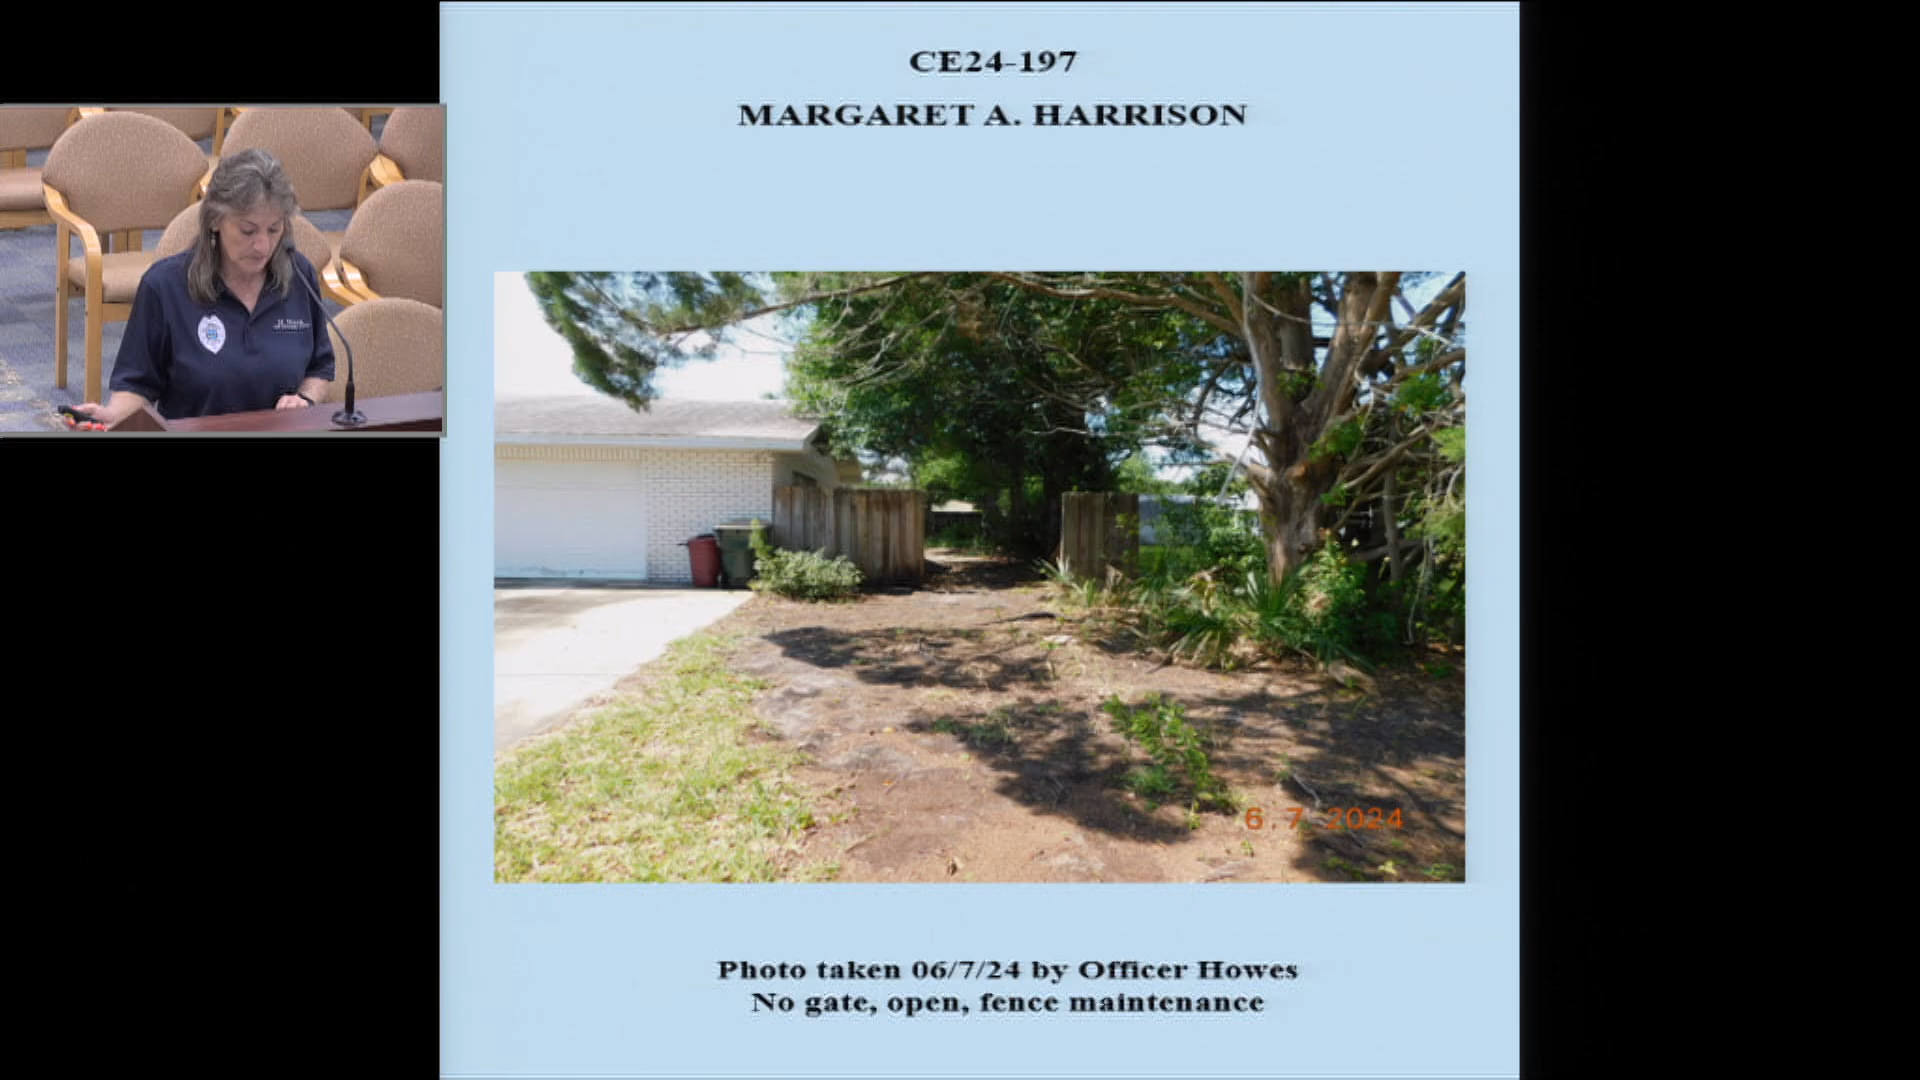 CE24-197
MARGARET A. HARRISON
6. 7. 2024
Photo taken 06/7/24 by Officer Howes
No gate, open, fence maintenance